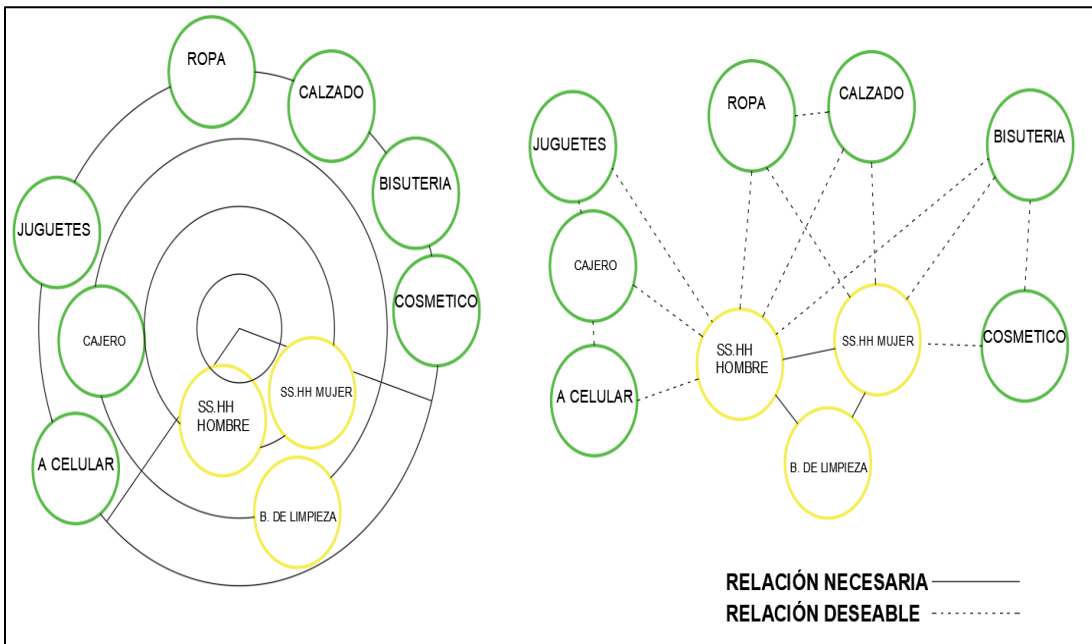 ROPA
CALZADO
BISUTERIA
JUGUETES
COSMETICO
CAJERO
SS.HH MUJER
SS.HH
HOMBRE
A CELULAR
B. DE LIMPIEZA
ROPA
CALZADO
BISUTERIA
JUGUETES
CAJERO
SS.HH MUJER
COSMETICO
SS.HH
HOMBRE
A CELULAR
B. DE LIMPIEZA
RELACIÓN NECESARIA
RELACIÓN DESEABLE